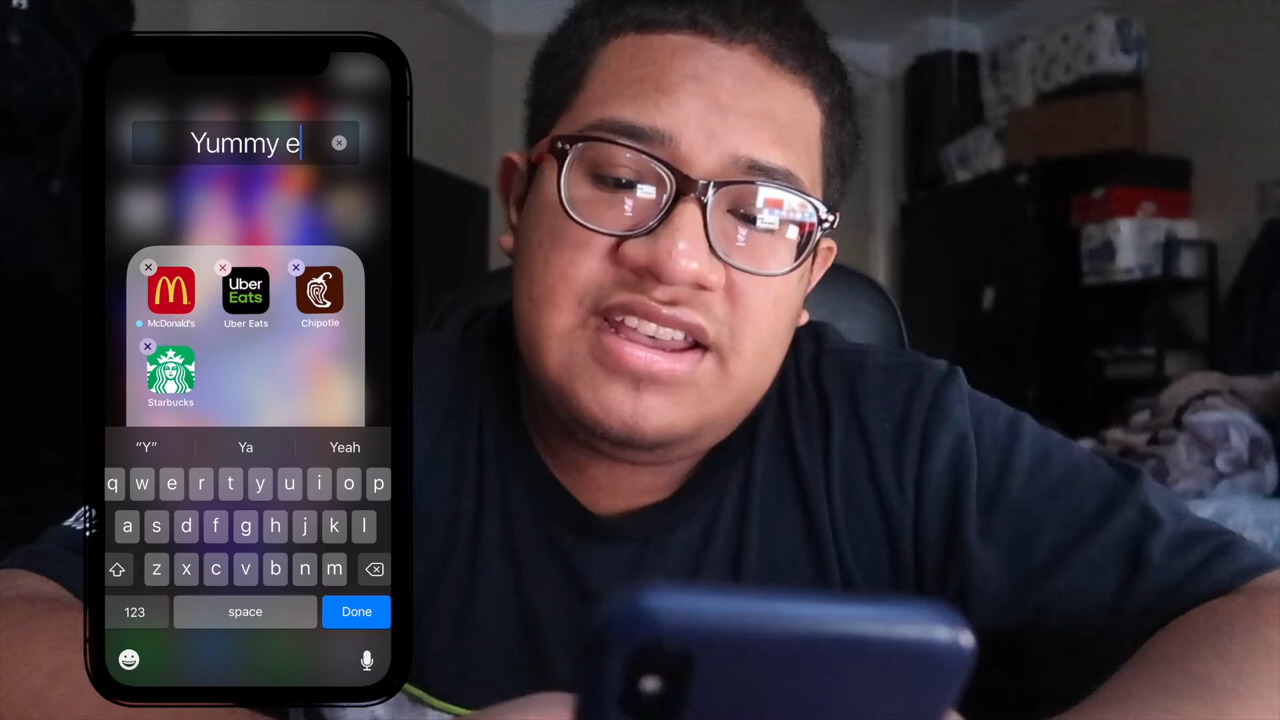 Yummy e
McDonald's
Uber Eats
Uber Eats
Chipotle
Starbucks
“Y” Ya Yeah
q w e r t y u i o p
a s d f g h j k l
z x c v b n m
123 space Done